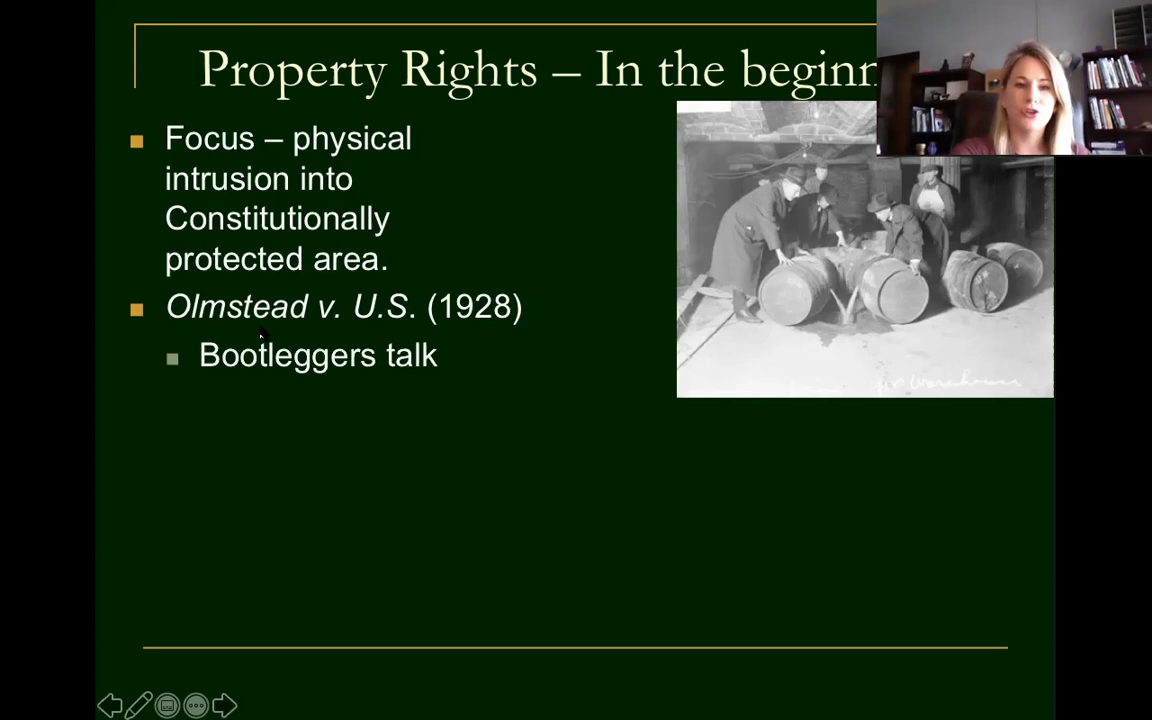 Property Rights – In the beginn
Focus – physical
intrusion into
Constitutionally
protected area.
Olmstead v. U.S. (1928)
Bootleggers talk